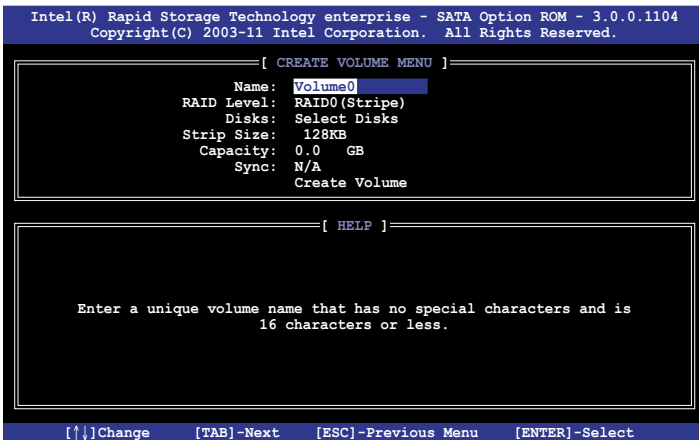 Intel(R) Rapid Storage Technology enterprise - SATA Option ROM - 3.0.0.1104
Copyright(C) 2003-11 Intel Corporation. All Rights Reserved.
[ CREATE VOLUME MENU ]
Name: Volume0
RAID Level: RAID0(Stripe)
Disks: Select Disks
Strip Size: 128KB
Capacity: 0.0 GB
Sync: N/A
Create Volume
[ HELP ]
Enter a unique volume name that has no special characters and is
16 characters or less.
[↑↓]Change [TAB]-Next [ESC]-Previous Menu [ENTER]-Select